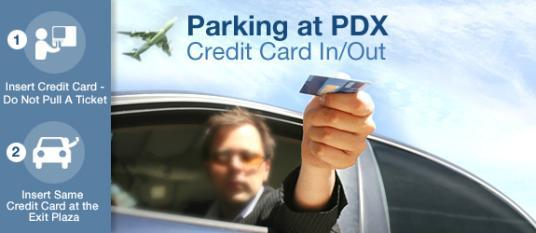 Parking at PDX
Credit Card In/Out
1
Insert Credit Card -
Do Not Pull A Ticket
2
Insert Same
Credit Card at the
Exit Plaza